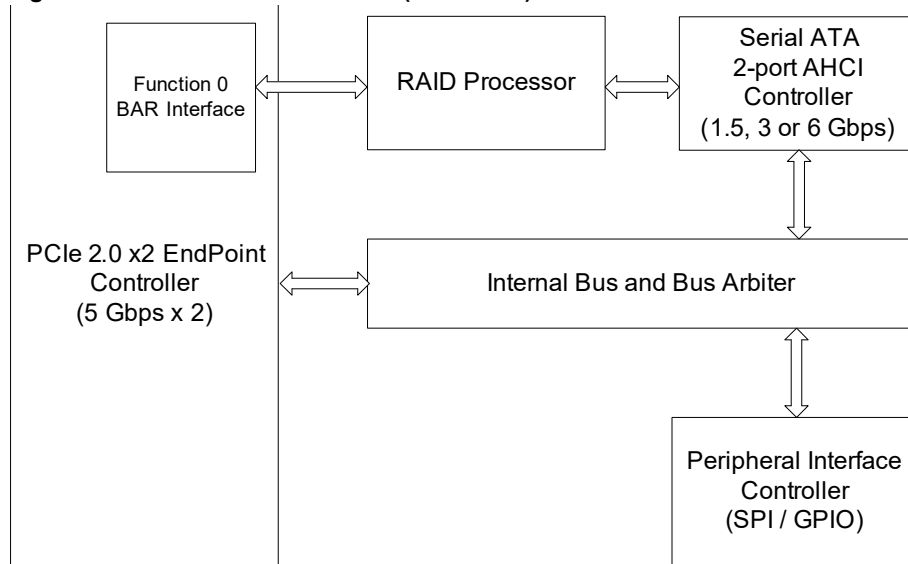 Function 0
BAR Interface
RAID Processor
Serial ATA
2-port AHCI
Controller
(1.5, 3 or 6 Gbps)
PCIe 2.0 x2 EndPoint
Controller
(5 Gbps x 2)
Internal Bus and Bus Arbiter
Peripheral Interface
Controller
(SPI / GPIO)